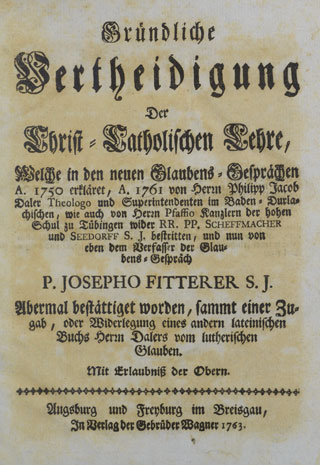 Gründliche
Vertheidigung
Der
Christ-Catholischen Lehre,
Welche in den neuen Glaubens-Gesprächen
A. 1750 erkläret, A. 1761 von Herrn Philipp Jacob
Daler Theologo und Superintendenten im Baden-Durla-
chischen, wie auch von Herrn Pfaffio Kanzlern der hohen
Schul zu Tübingen wider RR. PP. SCHEFFMACHER
und SEEDORFF S. J. bestritten, und nun von
eben dem Verfasser der Glau-
bens-Gespräch
P. JOSEPHO FITTERER S. J.
Abermal bestättiget worden, sammt einer Zu-
gab, oder Widerlegung eines andern lateinischen
Buchs Herrn Dalers vom lutherischen
Glauben.
Mit Erlaubniß der Obern.
Augsburg und Freyburg im Breisgau,
In Verlag der Gebrüder Wagner 1763.